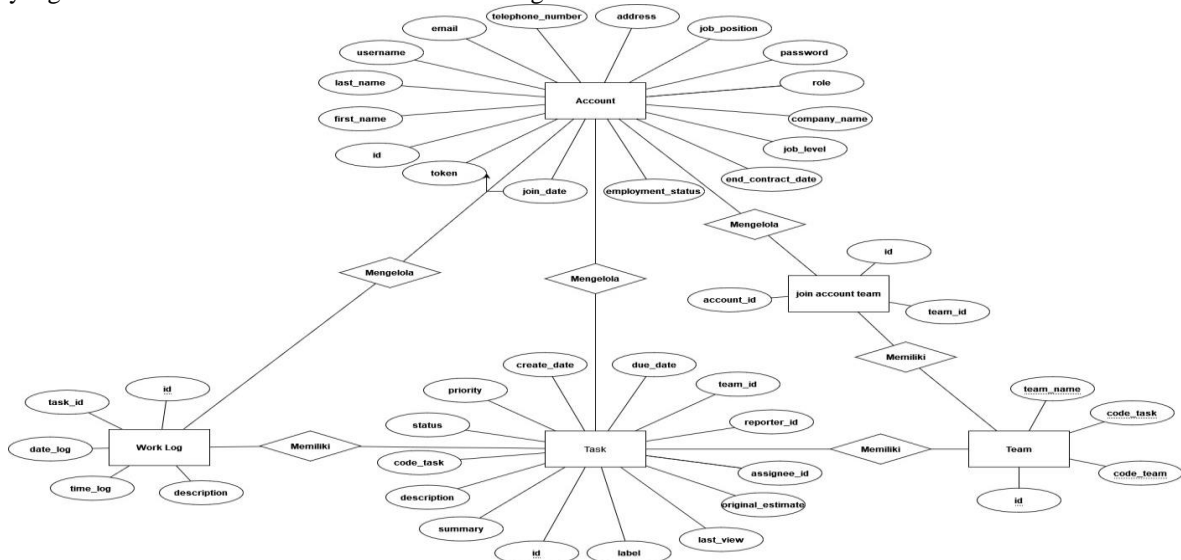 telephone_number
address
email
job_position
username
password
last_name
role
Account
first_name
company_name
id
job_level
token
join_date
employment_status
end_contract_date
Mengelola
Mengelola
Mengelola
id
join account team
account_id
team_id
Memiliki
create_date
due_date
priority
team_id
id
team_name
task_id
status
reporter_id
code_task
date_log
Work Log
Memiliki
Task
Memiliki
Team
code_task
assignee_id
code_team
time_log
description
description
original_estimate
id
summary
last_view
id
label